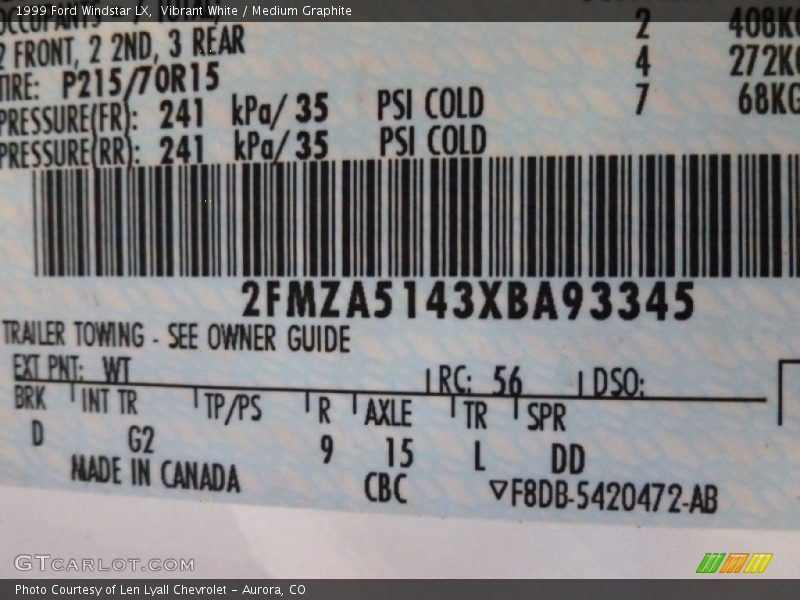 1999 Ford Windstar LX, Vibrant White / Medium Graphite
2 408KG
2 FRONT, 2 2ND, 3 REAR
4 272KG
TIRE: P215/70R15
7 68KG
PRESSURE(FR): 241 kPa/ 35 PSI COLD
PRESSURE(RR): 241 kPa/ 35 PSI COLD
2FMZA5143XBA93345
TRAILER TOWING - SEE OWNER GUIDE
EXT PNT: WT RC: 56 DSO:
BRK INT TR TP/PS R AXLE TR SPR
D G2 9 15 L DD
MADE IN CANADA CBC ▽F8DB-5420472-AB
GTCARLOT.COM
Photo Courtesy of Len Lyall Chevrolet – Aurora, CO